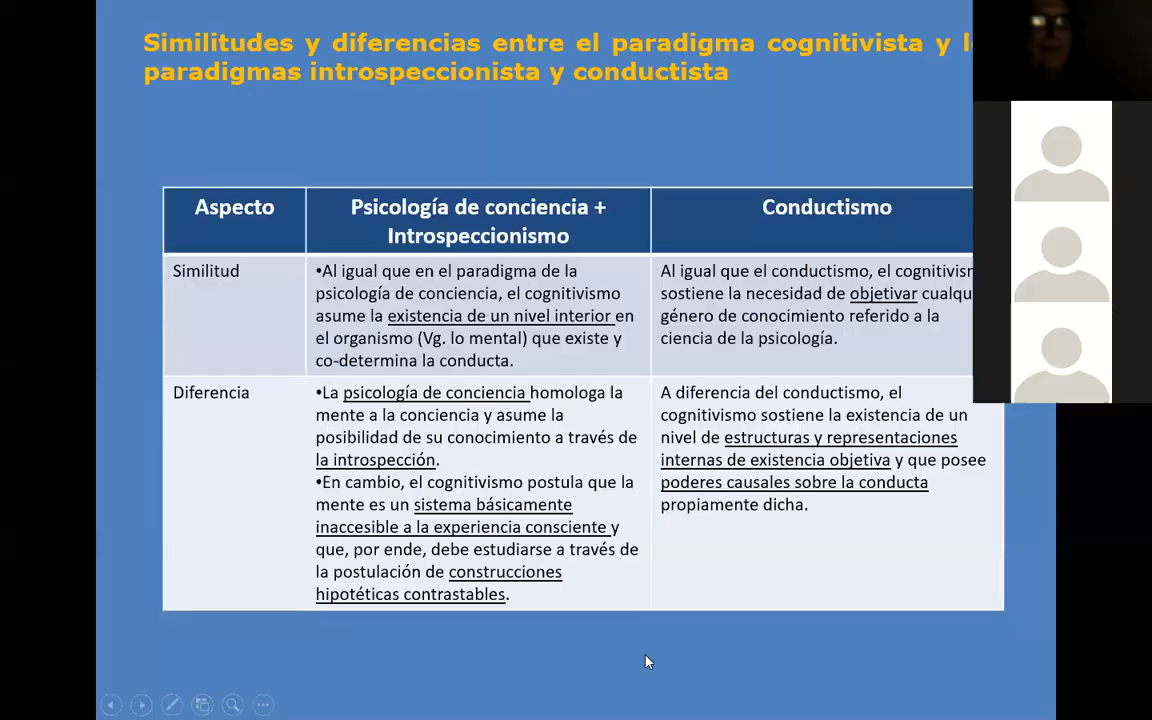 Similitudes y diferencias entre el paradigma cognitivista y
paradigmas introspeccionista y conductista
Aspecto
Psicología de conciencia +
Introspeccionismo
Conductismo
Similitud
•Al igual que en el paradigma de la
psicología de conciencia, el cognitivismo
asume la existencia de un nivel interior en
el organismo (Vg. lo mental) que existe y
co-determina la conducta.
Al igual que el conductismo, el
sostiene la necesidad de objetivar
género de conocimiento referido a la
ciencia de la psicología.
Diferencia
•La psicología de conciencia homologa la
mente a la conciencia y asume la
posibilidad de su conocimiento a través de
la introspección.
•En cambio, el cognitivismo postula que la
mente es un sistema básicamente
inaccesible a la experiencia consciente y
que, por ende, debe estudiarse a través de
la postulación de construcciones
hipotéticas contrastables.
A diferencia del conductismo, el
cognitivismo sostiene la existencia de un
nivel de estructuras y representaciones
internas de existencia objetiva y que posee
poderes causales sobre la conducta
propiamente dicha.